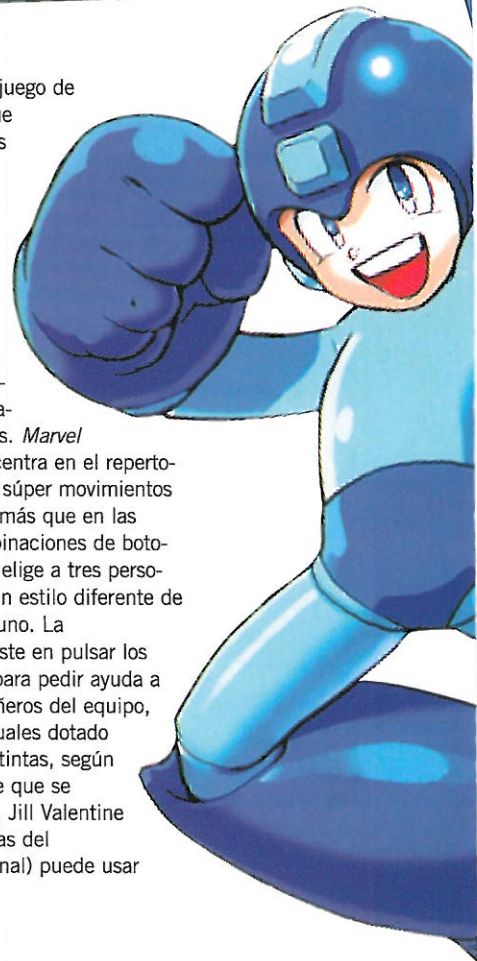 juego de
s
–
a-
s. Marvel
centra en el reperto-
súper movimientos
más que en las
binaciones de boto-
elige a tres perso-
n estilo diferente de
uno. La
ste en pulsar los
para pedir ayuda a
ñeros del equipo,
uales dotado
tintas, según
e que se
Jill Valentine
as del
nal) puede usar